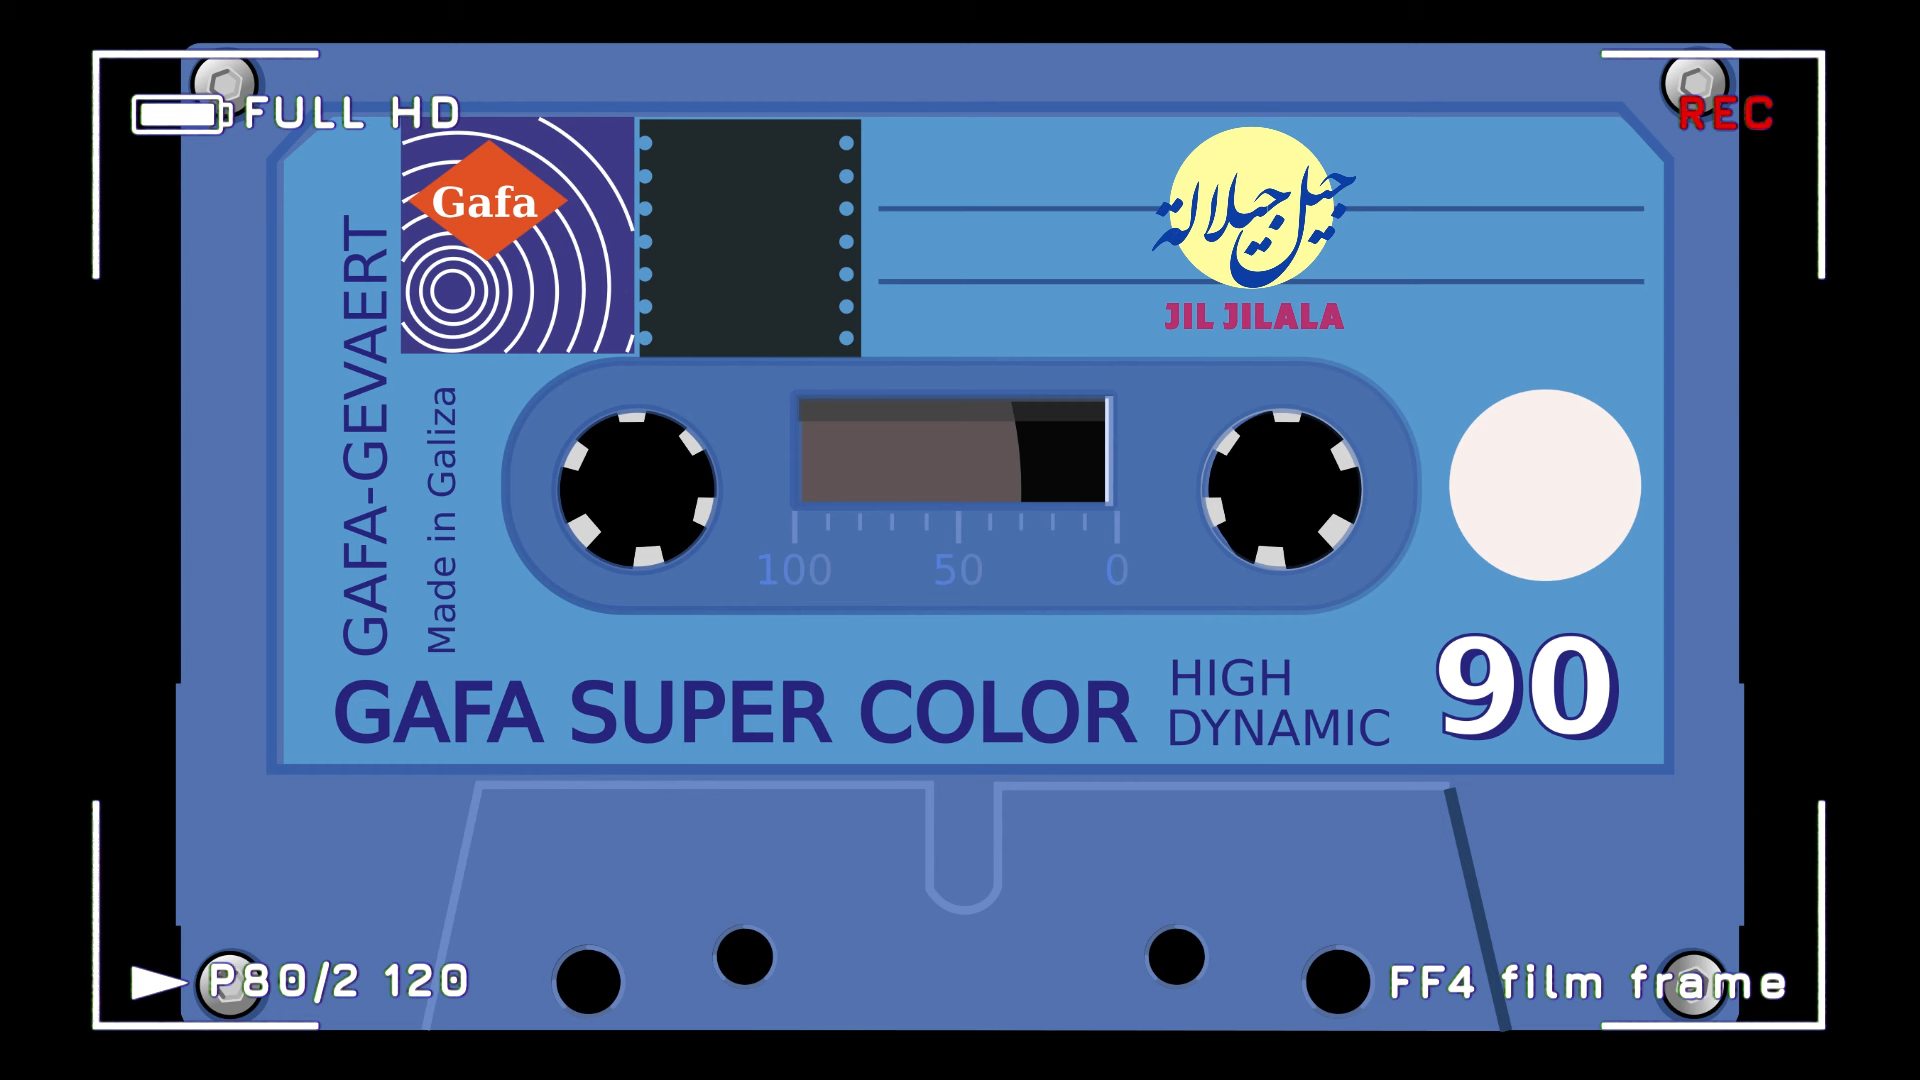 FULL HD
REC
Gafa
جيل جيلالة
JIL JILALA
GAFA-GEVAERT
Made in Galiza
100 50 0
GAFA SUPER COLOR
HIGH
DYNAMIC
90
P80/2 120
FF4 film frame